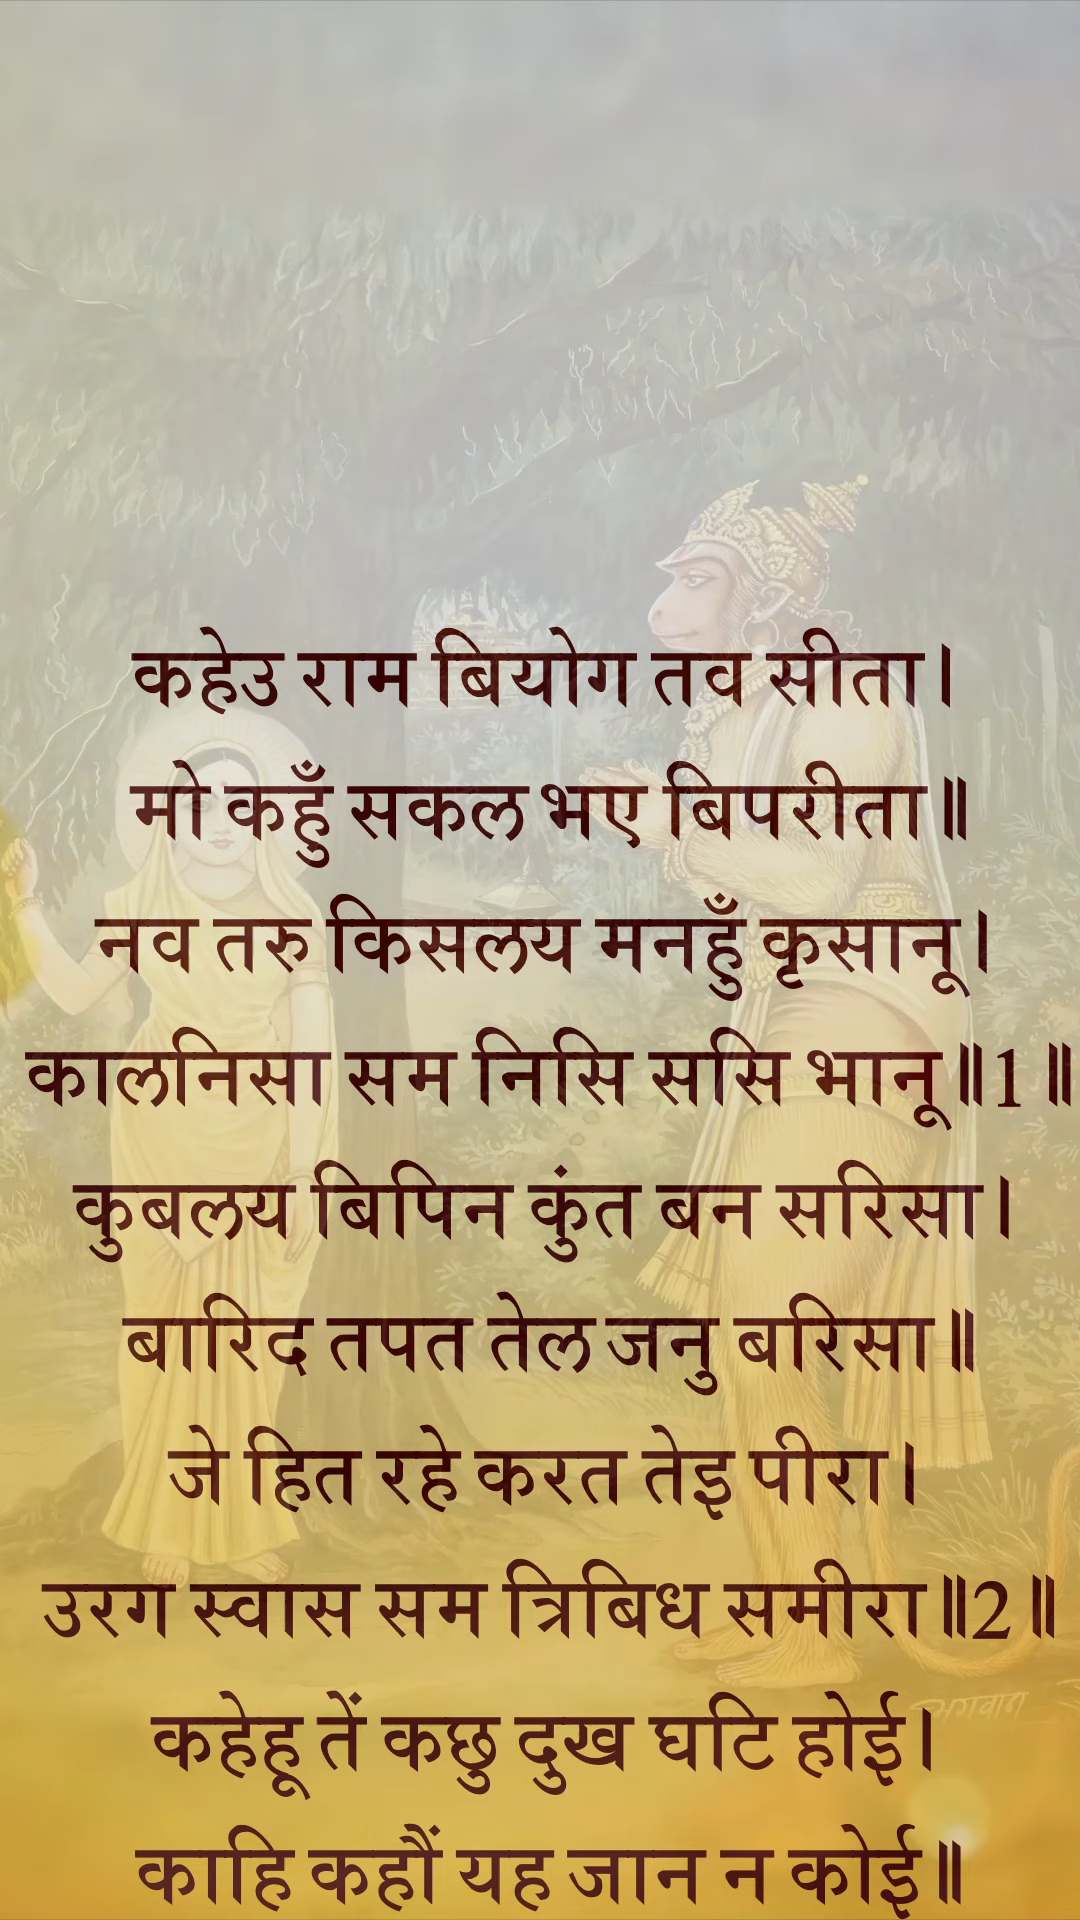 कहेउ राम बियोग तव सीता।
मो कहुँ सकल भए बिपरीता॥
नव तरु किसलय मनहुँ कृसानू।
कालनिसा सम निसि ससि भानू॥1॥
कुबलय बिपिन कुंत बन सरिसा।
बारिद तपत तेल जनु बरिसा॥
जे हित रहे करत तेइ पीरा।
उरग स्वास सम त्रिबिध समीरा॥2॥
कहेहू तें कछु दुख घटि होई।
काहि कहौं यह जान न कोई॥
भगवान